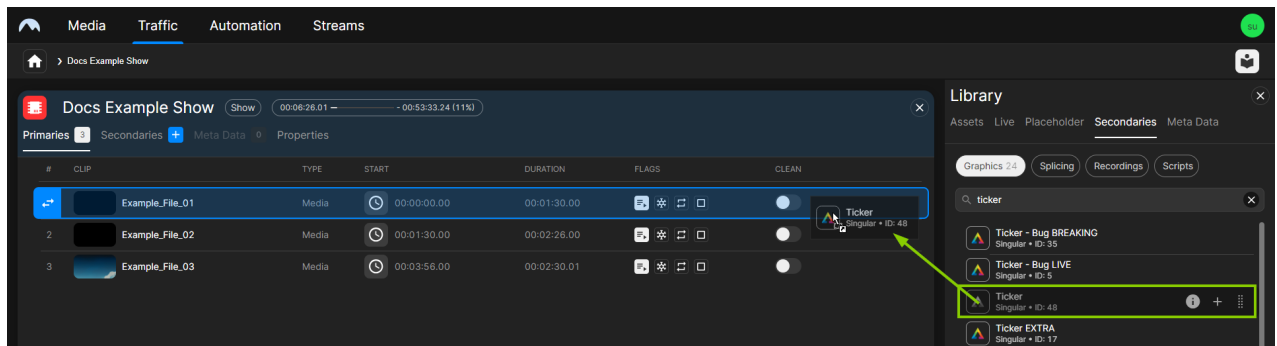 Media Traffic Automation Streams
su
Docs Example Show
Docs Example Show Show 00:06:26.01 - 00:53:33.24 (11%)
Primaries 3 Secondaries + Meta Data 0 Properties
# CLIP TYPE START DURATION FLAGS CLEAN
Example_File_01 Media 00:00:00.00 00:01:30.00
2 Example_File_02 Media 00:01:30.00 00:02:26.00
3 Example_File_03 Media 00:03:56.00 00:02:30.01
Ticker
Singular • ID: 48
Library
Assets Live Placeholder Secondaries Meta Data
Graphics 24 Splicing Recordings Scripts
ticker
Ticker - Bug BREAKING
Singular • ID: 35
Ticker - Bug LIVE
Singular • ID: 5
Ticker
Singular • ID: 48
Ticker EXTRA
Singular • ID: 17